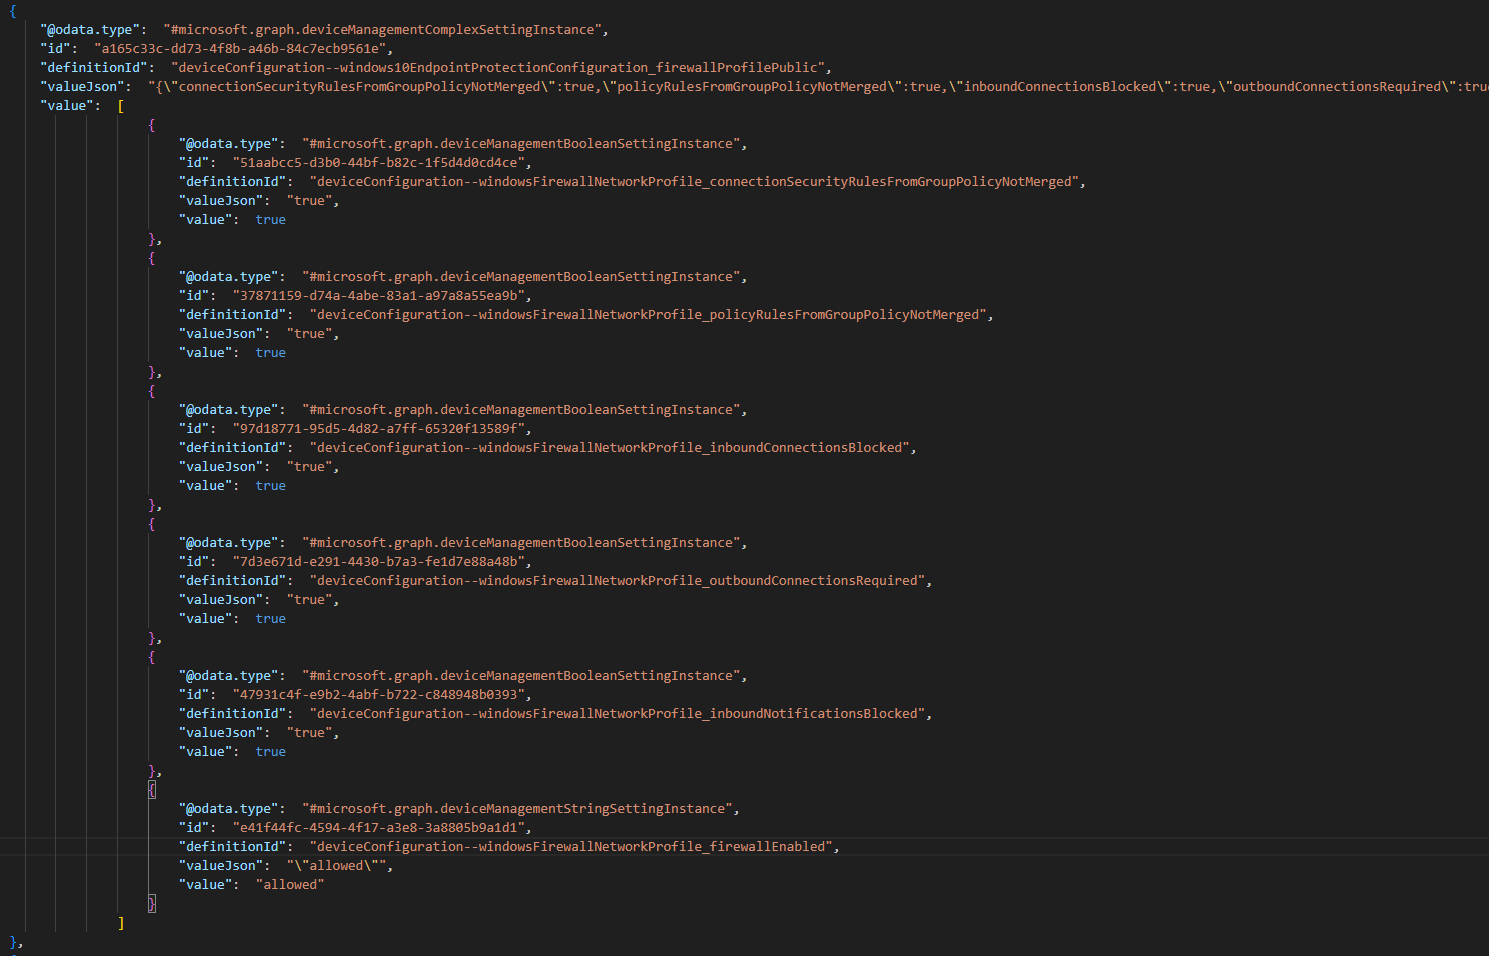 {
"@odata.type":  "#microsoft.graph.deviceManagementComplexSettingInstance",
"id":  "a165c33c-dd73-4f8b-a46b-84c7ecb9561e",
"definitionId":  "deviceConfiguration--windows10EndpointProtectionConfiguration_firewallProfilePublic",
"valueJson":  "{\"connectionSecurityRulesFromGroupPolicyNotMerged\":true,\"policyRulesFromGroupPolicyNotMerged\":true,\"inboundConnectionsBlocked\":true,\"outboundConnectionsRequired\":true
"value":  [
{
"@odata.type":  "#microsoft.graph.deviceManagementBooleanSettingInstance",
"id":  "51aabcc5-d3b0-44bf-b82c-1f5d4d0cd4ce",
"definitionId":  "deviceConfiguration--windowsFirewallNetworkProfile_connectionSecurityRulesFromGroupPolicyNotMerged",
"valueJson":  "true",
"value":  true
},
{
"@odata.type":  "#microsoft.graph.deviceManagementBooleanSettingInstance",
"id":  "37871159-d74a-4abe-83a1-a97a8a55ea9b",
"definitionId":  "deviceConfiguration--windowsFirewallNetworkProfile_policyRulesFromGroupPolicyNotMerged",
"valueJson":  "true",
"value":  true
},
{
"@odata.type":  "#microsoft.graph.deviceManagementBooleanSettingInstance",
"id":  "97d18771-95d5-4d82-a7ff-65320f13589f",
"definitionId":  "deviceConfiguration--windowsFirewallNetworkProfile_inboundConnectionsBlocked",
"valueJson":  "true",
"value":  true
},
{
"@odata.type":  "#microsoft.graph.deviceManagementBooleanSettingInstance",
"id":  "7d3e671d-e291-4430-b7a3-fe1d7e88a48b",
"definitionId":  "deviceConfiguration--windowsFirewallNetworkProfile_outboundConnectionsRequired",
"valueJson":  "true",
"value":  true
},
{
"@odata.type":  "#microsoft.graph.deviceManagementBooleanSettingInstance",
"id":  "47931c4f-e9b2-4abf-b722-c848948b0393",
"definitionId":  "deviceConfiguration--windowsFirewallNetworkProfile_inboundNotificationsBlocked",
"valueJson":  "true",
"value":  true
},
{
"@odata.type":  "#microsoft.graph.deviceManagementStringSettingInstance",
"id":  "e41f44fc-4594-4f17-a3e8-3a8805b9a1d1",
"definitionId":  "deviceConfiguration--windowsFirewallNetworkProfile_firewallEnabled",
"valueJson":  "\"allowed\"",
"value":  "allowed"
}
]
},